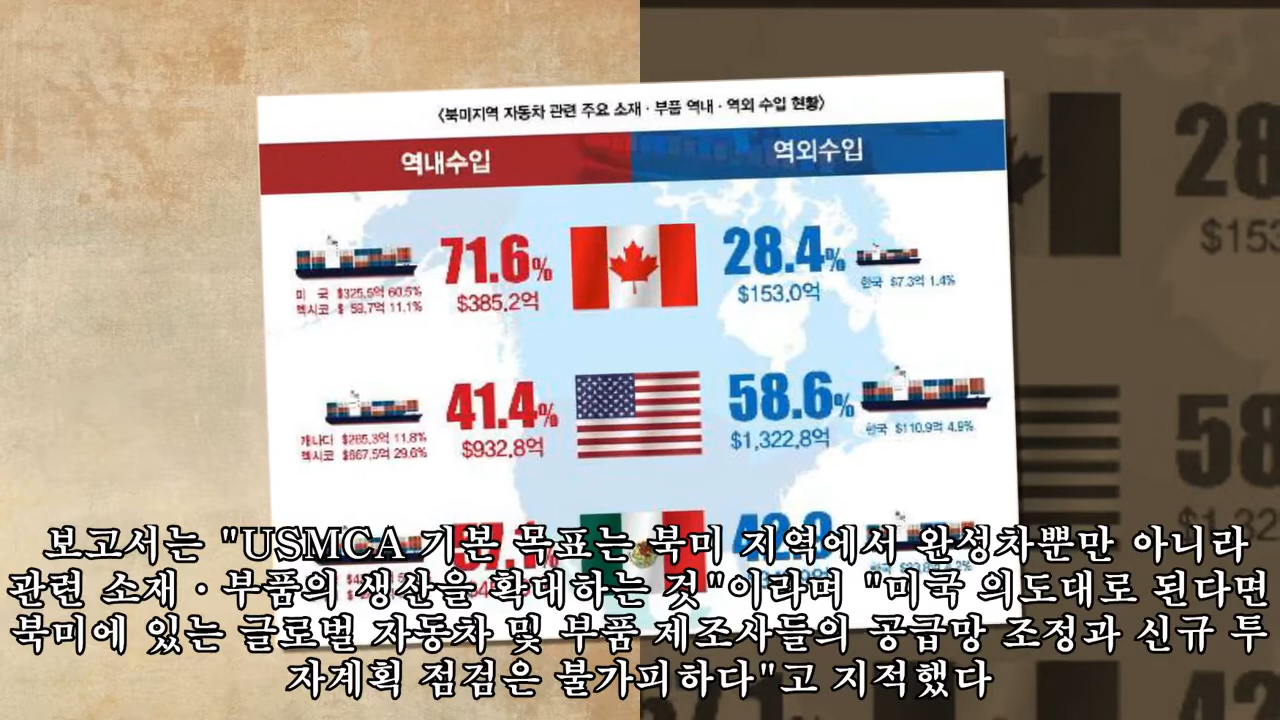 <북미지역 자동차 관련 주요 소재 · 부품 역내 · 역외 수입 현황>
역내수입
역외수입
71.6%
$385.2억
미 국 $325.5억 60.5%
멕시코 $ 59.7억 11.1%
28.4%
$153.0억
한국 $7.3억 1.4%
41.4%
$932.8억
캐나다 $265.3억 11.8%
멕시코 $667.5억 29.6%
58.6%
$1,322.8억
한국 $110.9억 4.9%
28
$153
58
42
보고서는 "USMCA 기본 목표는 북미 지역에서 완성차뿐만 아니라
관련 소재·부품의 생산을 확대하는 것"이라며 "미국 의도대로 된다면
북미에 있는 글로벌 자동차 및 부품 제조사들의 공급망 조정과 신규 투
자계획 점검은 불가피하다"고 지적했다